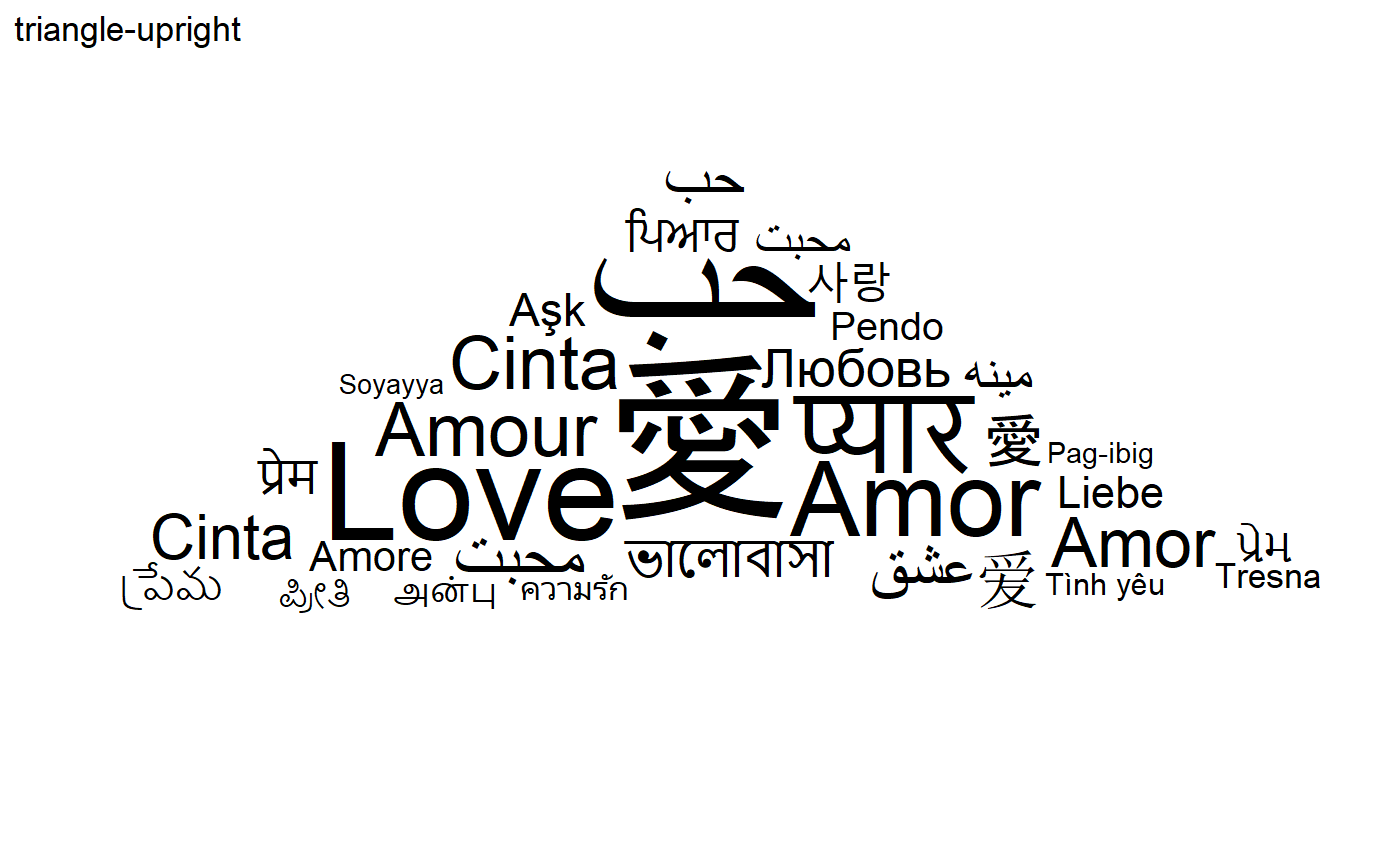 triangle-upright
حب
ਪਿਆਰ محبت
حب 사랑
Aşk Pendo
Cinta Любовь مينه
Soyayya 愛 प्यार
Amour 愛 Pag-ibig
प्रेम Love Amor Liebe
Cinta Amore محبت ভালোবাসা عشق 爱 Amor પ્રેમ
ప్రేమ ಪ್ರೀತಿ அன்பு ความรัก Tình yêu Tresna